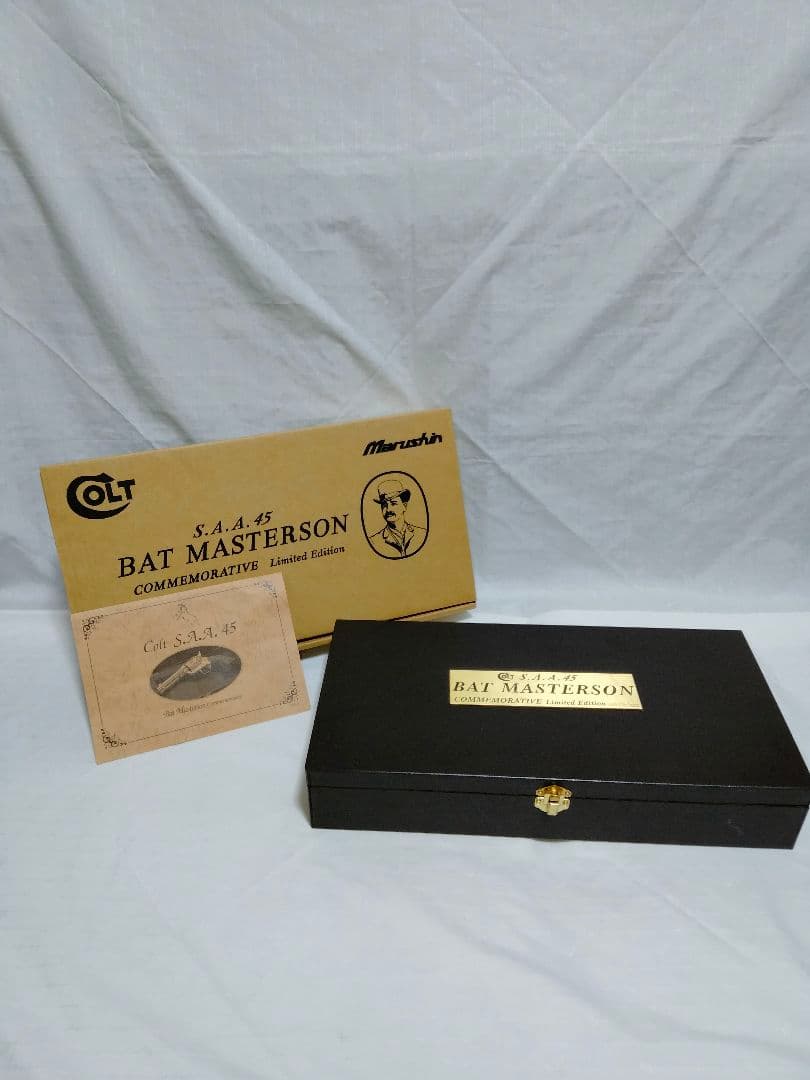 COLT
Marushin
S.A.A. 45
BAT MASTERSON
COMMEMORATIVE Limited Edition
Colt S.A.A. 45
Bat Masterson Commemorative
COLT S.A.A. 45
BAT MASTERSON
COMMEMORATIVE Limited Edition